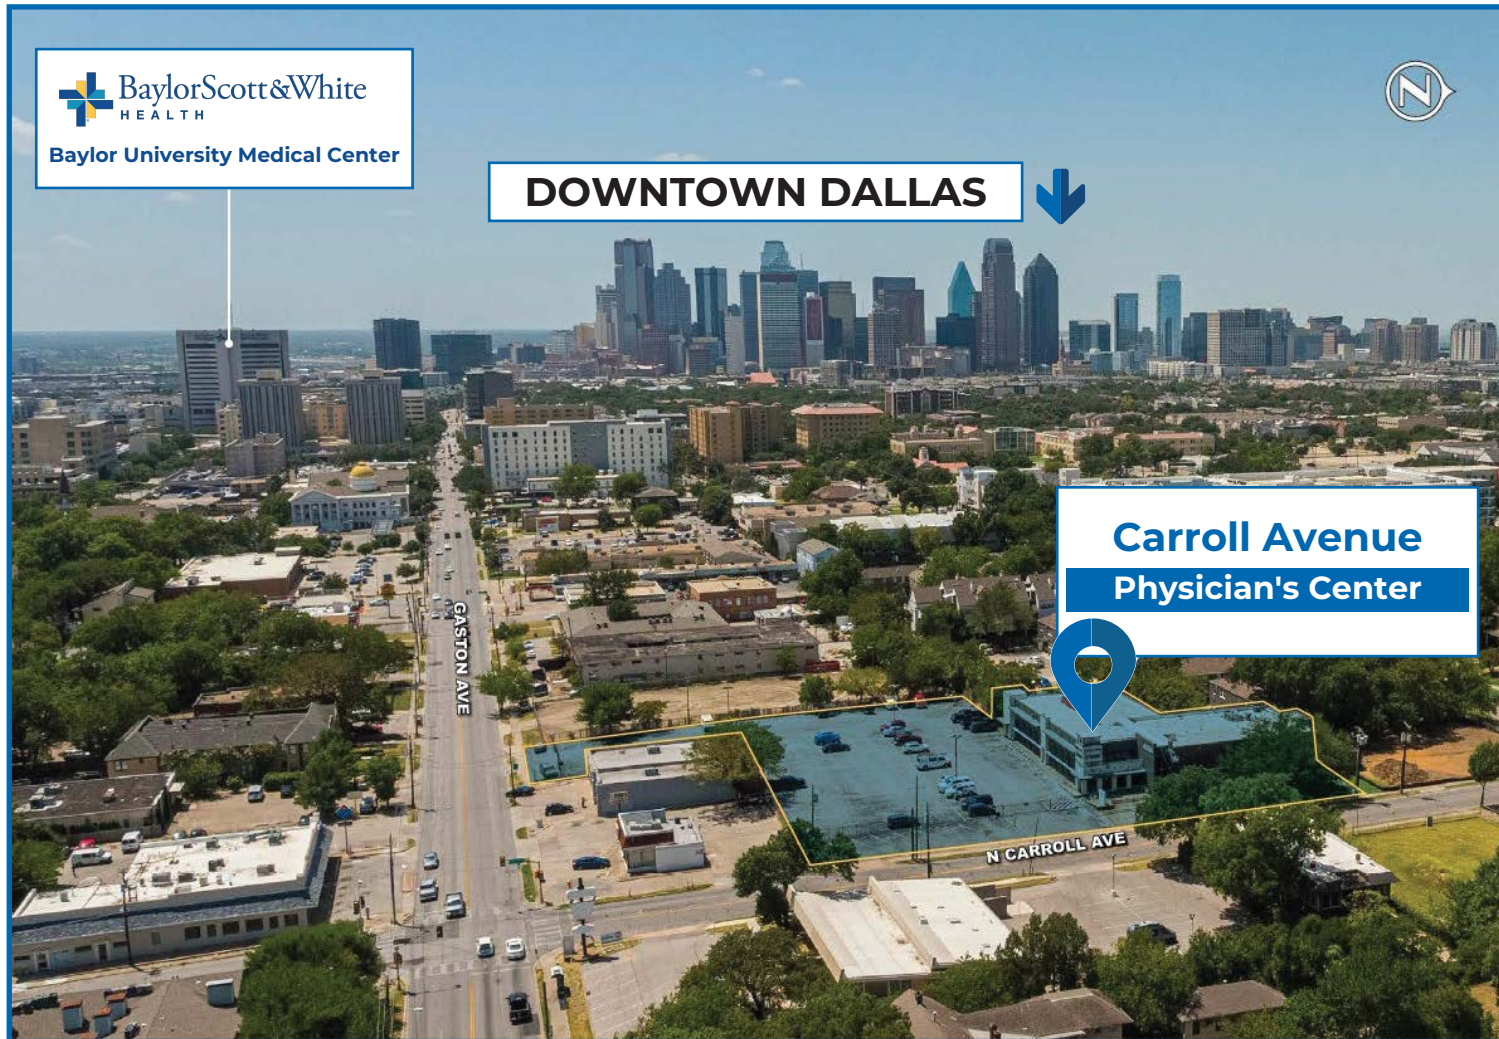 BaylorScott&White
HEALTH
Baylor University Medical Center
N
DOWNTOWN DALLAS
Carroll Avenue
Physician's Center
GASTON AVE
N CARROLL AVE